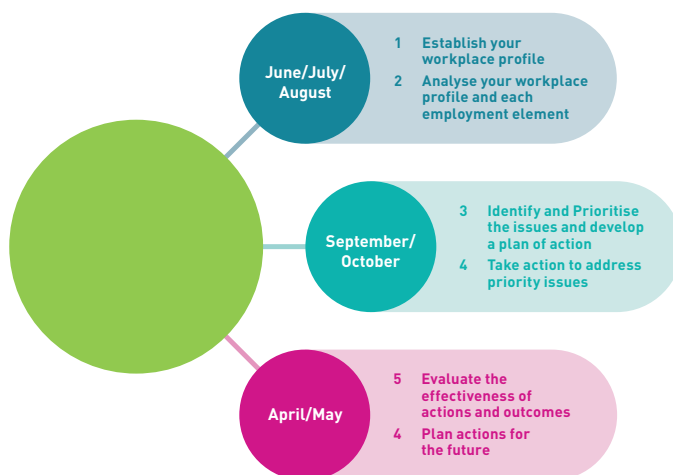 June/July/
August
1 Establish your
workplace profile
2 Analyse your workplace
profile and each
employment element
September/
October
3 Identify and Prioritise
the issues and develop
a plan of action
4 Take action to address
priority issues
April/May
5 Evaluate the
effectiveness of
actions and outcomes
4 Plan actions for
the future